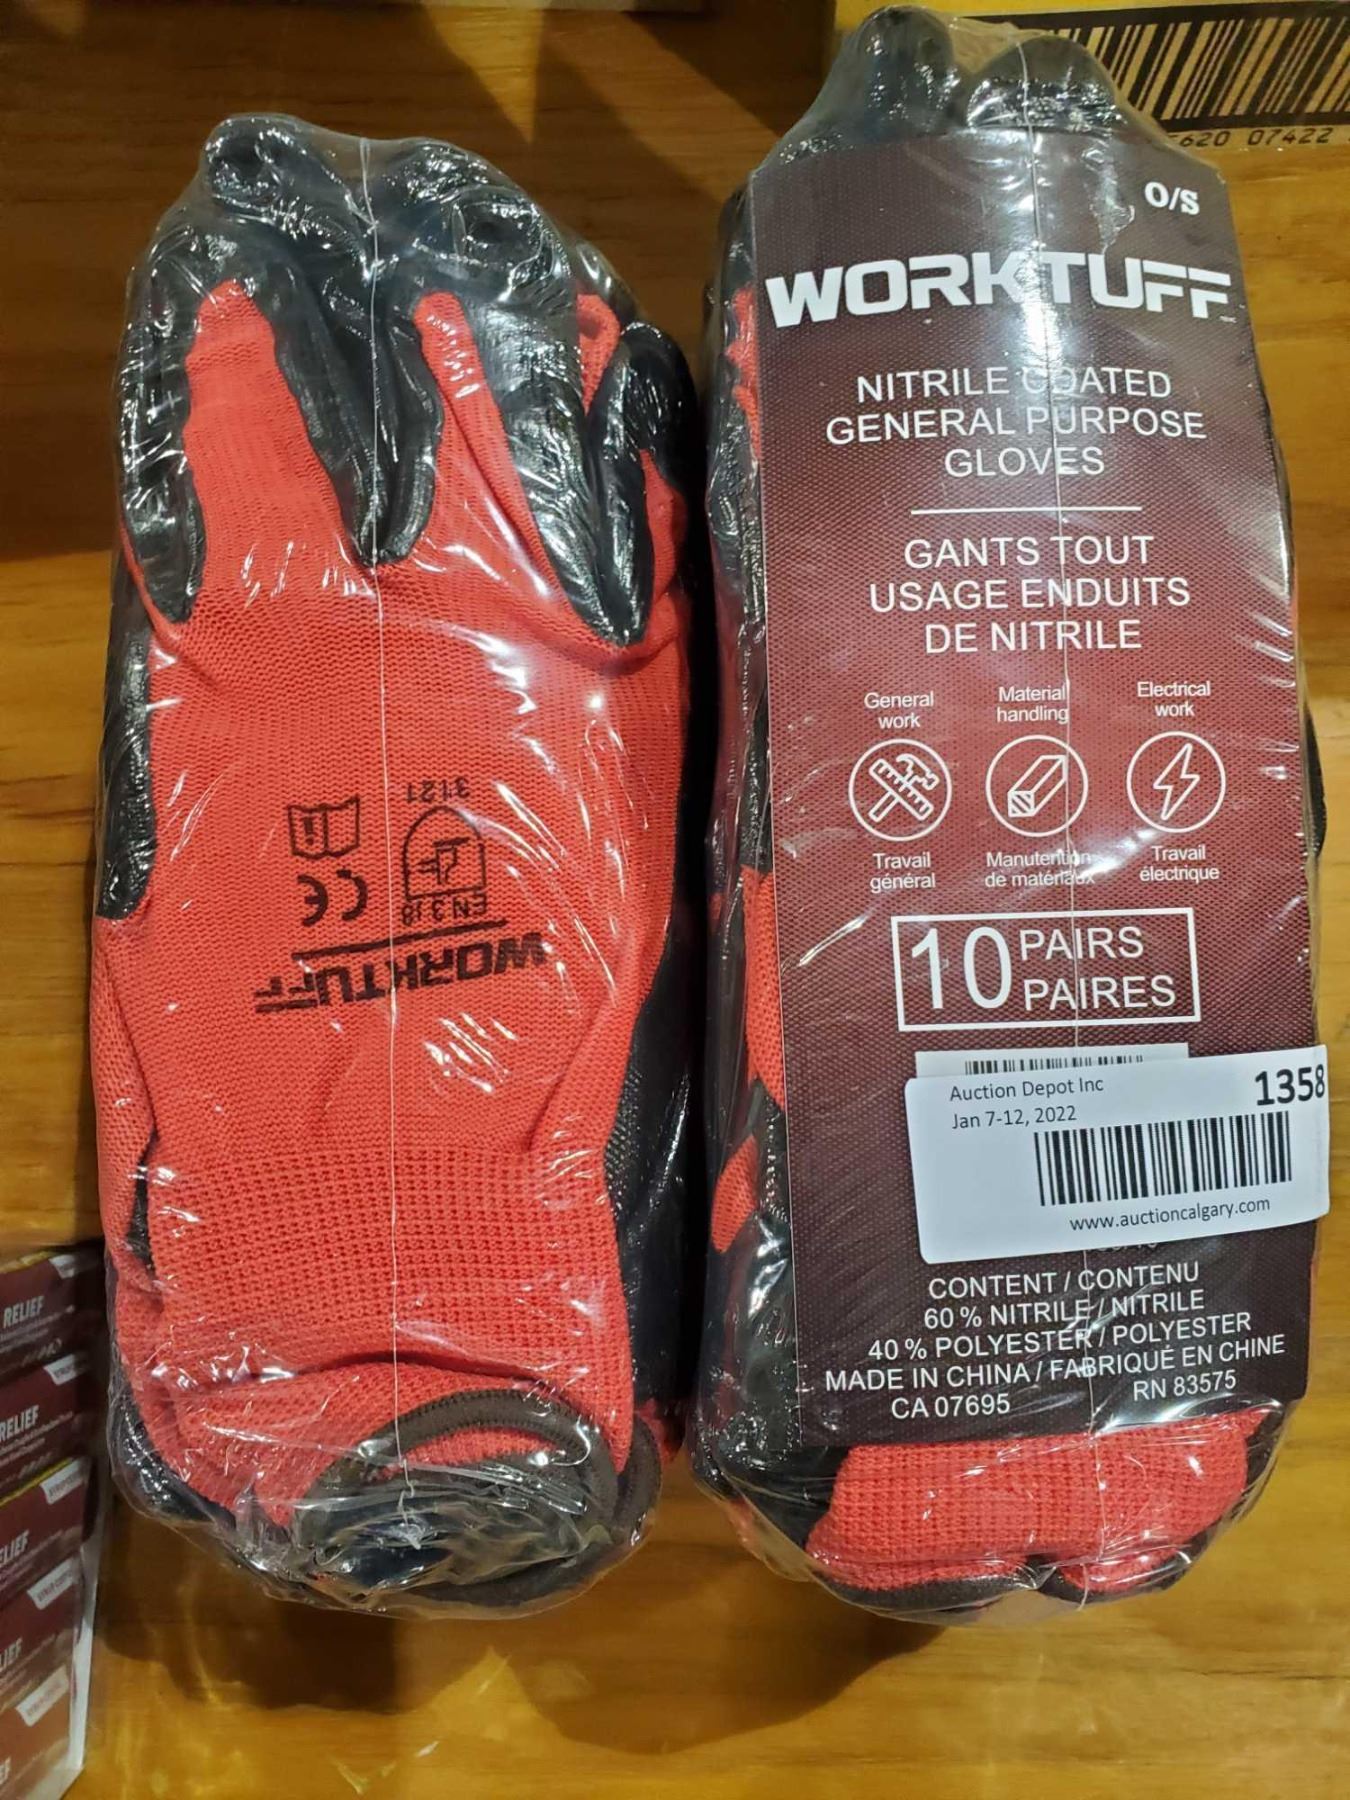 620 07422
O/S
WORKTUFF
NITRILE COATED
GENERAL PURPOSE
GLOVES
GANTS TOUT
USAGE ENDUITS
DE NITRILE
General
work
Material
handling
Electrical
work
Travail
général
Manutention
de matériaux
Travail
électrique
10 PAIRS
PAIRES
Auction Depot Inc
1358
Jan 7-12, 2022
www.auctioncalgary.com
CONTENT / CONTENU
60 % NITRILE / NITRILE
40 % POLYESTER / POLYESTER
MADE IN CHINA / FABRIQUÉ EN CHINE
CA 07695
RN 83575
WORKTUFF
CE
3121
RELIEF
RELIEF